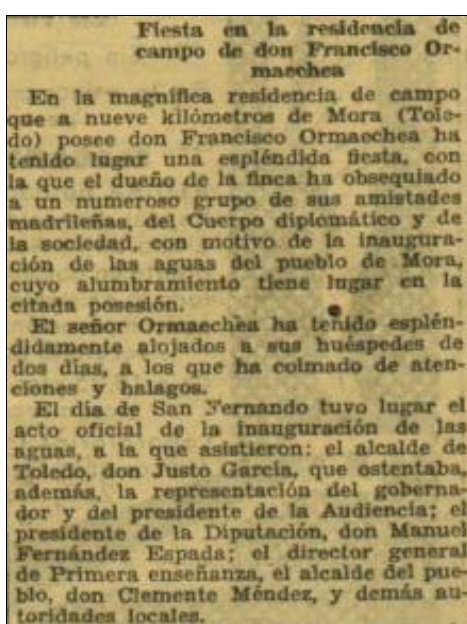 Fiesta en la residencia de
campo de don Francisco Or-
maechea
En la magnífica residencia de campo
que a nueve kilómetros de Mora (Tole-
do) posee don Francisco Ormaechea ha
tenido lugar una espléndida fiesta, con
la que el dueño de la finca ha obsequiado
a un numeroso grupo de sus amistades
madrileñas, del Cuerpo diplomático y de
la sociedad, con motivo de la inaugura-
ción de las aguas del pueblo de Mora,
cuyo alumbramiento tiene lugar en la
citada posesión.
El señor Ormaechea ha tenido esplén-
didamente alojados a sus huéspedes de
dos días, a los que ha colmado de aten-
ciones y halagos.
El día de San Fernando tuvo lugar el
acto oficial de la inauguración de las
aguas, a la que asistieron: el alcalde de
Toledo, don Justo García, que ostentaba,
además, la representación del goberna-
dor y del presidente de la Audiencia; el
presidente de la Diputación, don Manuel
Fernández Espada; el director general
de Primera enseñanza, el alcalde del pue-
blo, don Clemente Méndez, y demás au-
toridades locales.